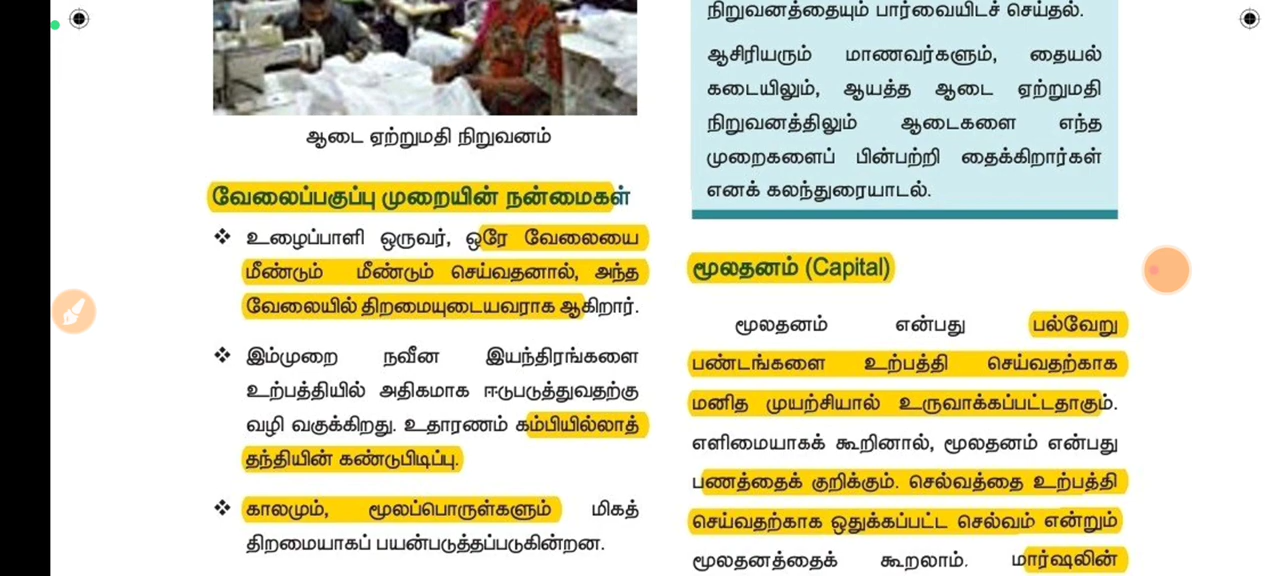 ஆடை ஏற்றுமதி நிறுவனம்
வேலைப்பகுப்பு முறையின் நன்மைகள்
❖ உழைப்பாளி ஒருவர், ஒரே வேலையை
மீண்டும் மீண்டும் செய்வதனால், அந்த
வேலையில் திறமையுடையவராக ஆகிறார்.
❖ இம்முறை நவீன இயந்திரங்களை
உற்பத்தியில் அதிகமாக ஈடுபடுத்துவதற்கு
வழி வகுக்கிறது. உதாரணம் கம்பியில்லாத்
தந்தியின் கண்டுபிடிப்பு.
❖ காலமும், மூலப்பொருள்களும் மிகத்
திறமையாகப் பயன்படுத்தப்படுகின்றன.
நிறுவனத்தையும் பார்வையிடச் செய்தல்.
ஆசிரியரும் மாணவர்களும், தையல்
கடையிலும், ஆயத்த ஆடை ஏற்றுமதி
நிறுவனத்திலும் ஆடைகளை எந்த
முறைகளைப் பின்பற்றி தைக்கிறார்கள்
எனக் கலந்துரையாடல்.
மூலதனம் (Capital)
மூலதனம் என்பது பல்வேறு
பண்டங்களை உற்பத்தி செய்வதற்காக
மனித முயற்சியால் உருவாக்கப்பட்டதாகும்.
எளிமையாகக் கூறினால், மூலதனம் என்பது
பணத்தைக் குறிக்கும். செல்வத்தை உற்பத்தி
செய்வதற்காக ஒதுக்கப்பட்ட செல்வம் என்றும்
மூலதனத்தைக் கூறலாம். மார்ஷலின்